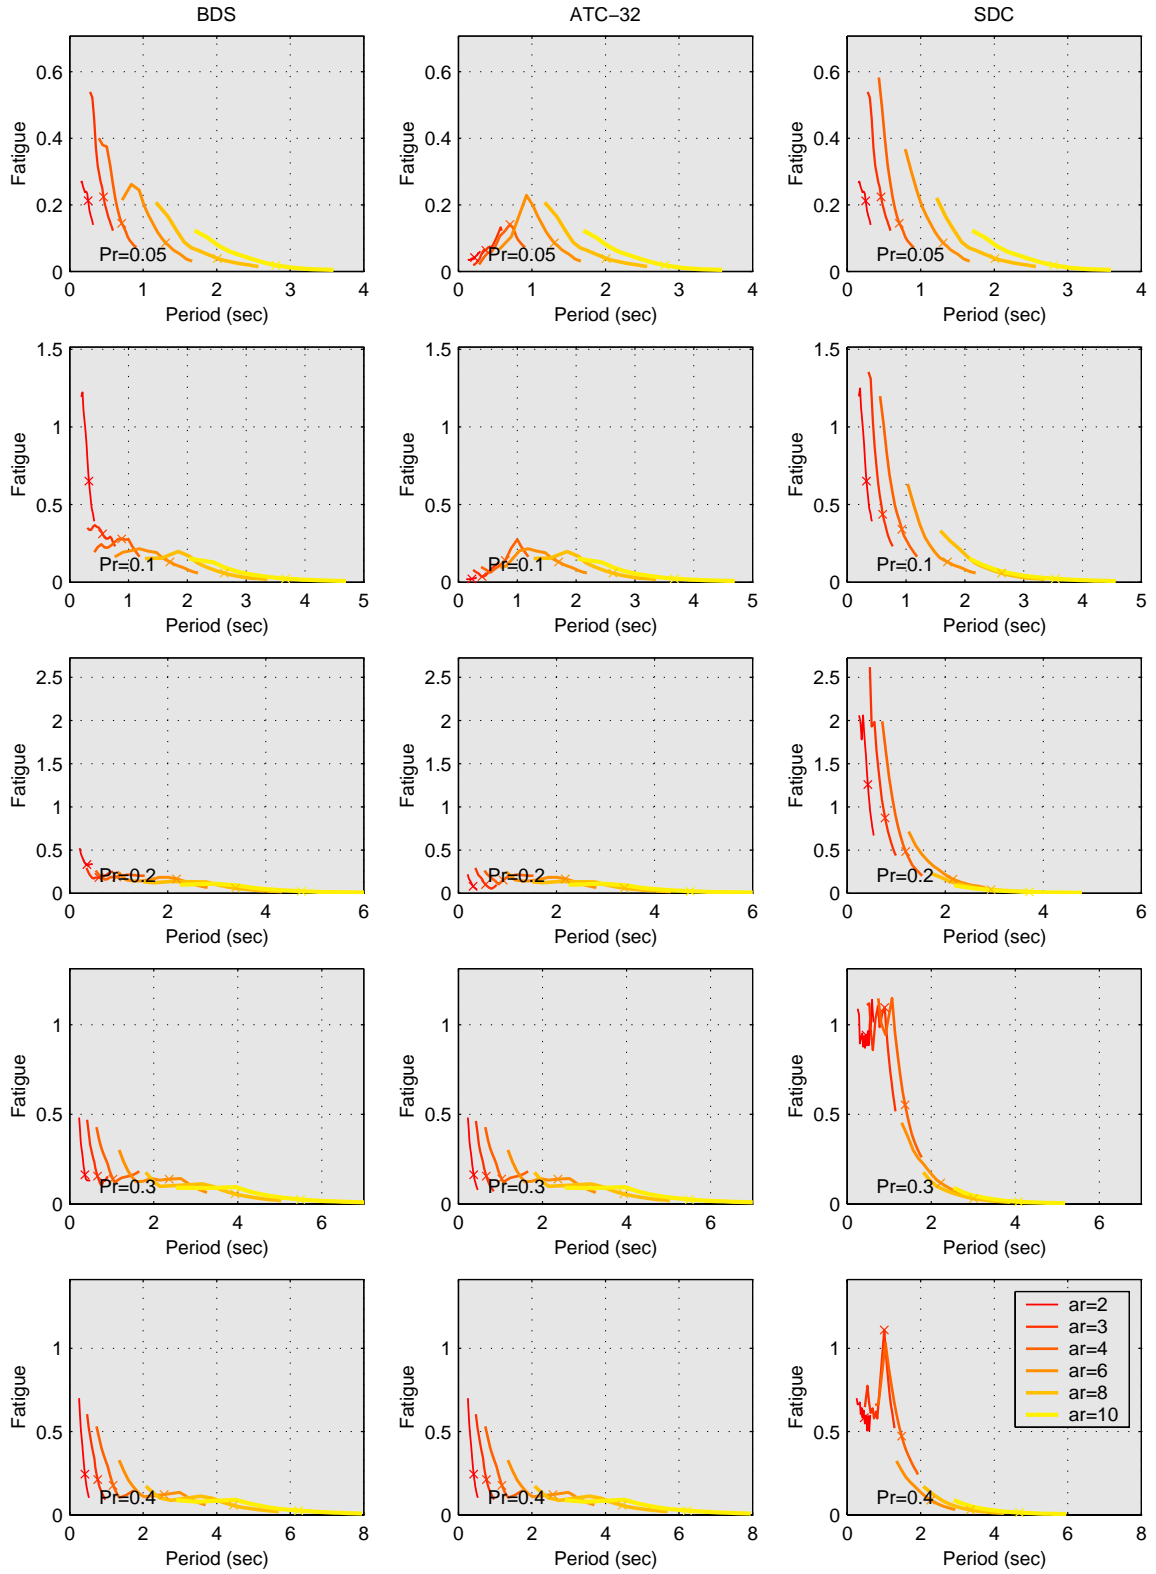 BDS
ATC−32
SDC
Fatigue
0.6
0.4
0.2
0
Pr=0.05
0 1 2 3 4
Period (sec)
Fatigue
Pr=0.05
0 1 2 3 4
Period (sec)
0.6
0.4
0.2
0
Fatigue
0.6
0.4
0.2
0
Pr=0.05
0 1 2 3 4
Period (sec)
Fatigue
1.5
1
0.5
0
Pr=0.1
0 1 2 3 4 5
Period (sec)
Fatigue
1.5
1
0.5
0
Pr=0.1
0 1 2 3 4 5
Period (sec)
Fatigue
1.5
1
0.5
0
Pr=0.1
0 1 2 3 4 5
Period (sec)
Fatigue
2.5
2
1.5
1
0.5
0
Pr=0.2
0 2 4 6
Period (sec)
Fatigue
2.5
2
1.5
1
0.5
0
Pr=0.2
0 2 4 6
Period (sec)
Fatigue
2.5
2
1.5
1
0.5
0
Pr=0.2
0 2 4 6
Period (sec)
Fatigue
1
0.5
0
Pr=0.3
0 2 4 6
Period (sec)
Fatigue
1
0.5
0
Pr=0.3
0 2 4 6
Period (sec)
Fatigue
1
0.5
0
Pr=0.3
0 2 4 6
Period (sec)
Fatigue
1
0.5
0
Pr=0.4
0 2 4 6 8
Period (sec)
Fatigue
1
0.5
0
Pr=0.4
0 2 4 6 8
Period (sec)
Fatigue
1
0.5
0
Pr=0.4
0 2 4 6 8
Period (sec)
ar=2
ar=3
ar=4
ar=6
ar=8
ar=10